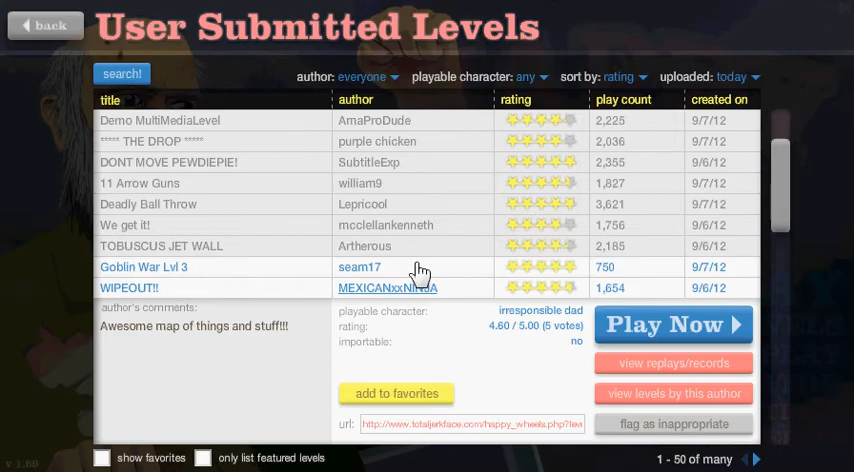 back
User Submitted Levels
search!
author: everyone playable character: any sort by: rating uploaded: today
title author rating play count created on
Demo MultiMediaLevel AmaProDude 2,225 9/7/12
***** THE DROP ***** purple chicken 2,036 9/7/12
DONT MOVE PEWDIEPIE! SubtitleExp 2,355 9/6/12
11 Arrow Guns william9 1,827 9/7/12
Deadly Ball Throw Lepricool 3,621 9/7/12
We get it! mcclellankenneth 1,756 9/6/12
TOBUSCUS JET WALL Artherous 2,185 9/6/12
Goblin War Lvl 3 seam17 750 9/7/12
WIPEOUT!! MEXICANxxNINJA 1,654 9/6/12
author's comments:
Awesome map of things and stuff!!!
playable character: irresponsible dad
rating: 4.60 / 5.00 (5 votes)
importable: no
Play Now
view replays/records
add to favorites
view levels by this author
url: http://www.totaljerkface.com/happy_wheels.php?lev
flag as inappropriate
show favorites only list featured levels
1 - 50 of many
v 1.69